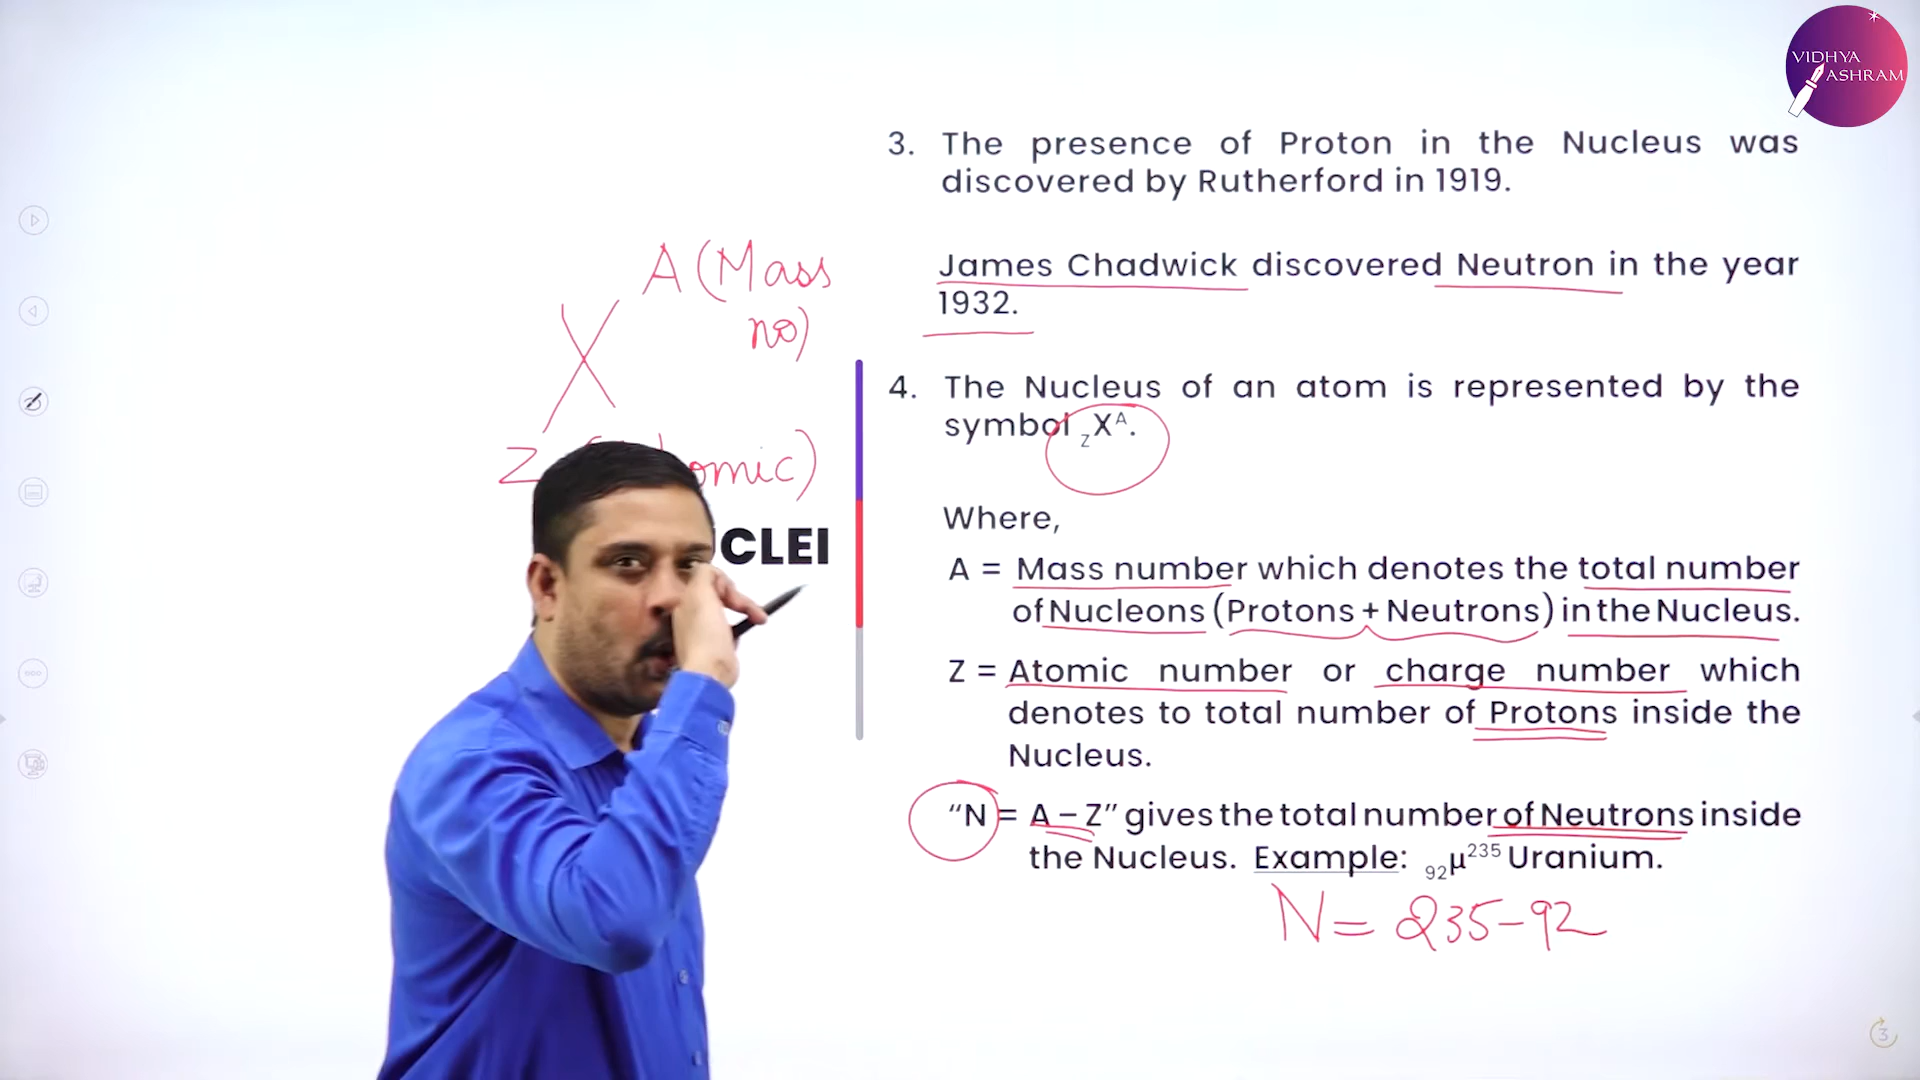 VIDHYA
ASHRAM
3. The presence of Proton in the Nucleus was
discovered by Rutherford in 1919.
James Chadwick discovered Neutron in the year
1932.
4. The Nucleus of an atom is represented by the
symbol ZXᴬ.
Where,
A = Mass number which denotes the total number
of Nucleons (Protons + Neutrons) in the Nucleus.
Z = Atomic number or charge number which
denotes to total number of Protons inside the
Nucleus.
“N = A – Z” gives the total number of Neutrons inside
the Nucleus. Example: ₉₂μ²³⁵ Uranium.
N = 235-92
A (Mass
no)
X
Z
CLEI
3